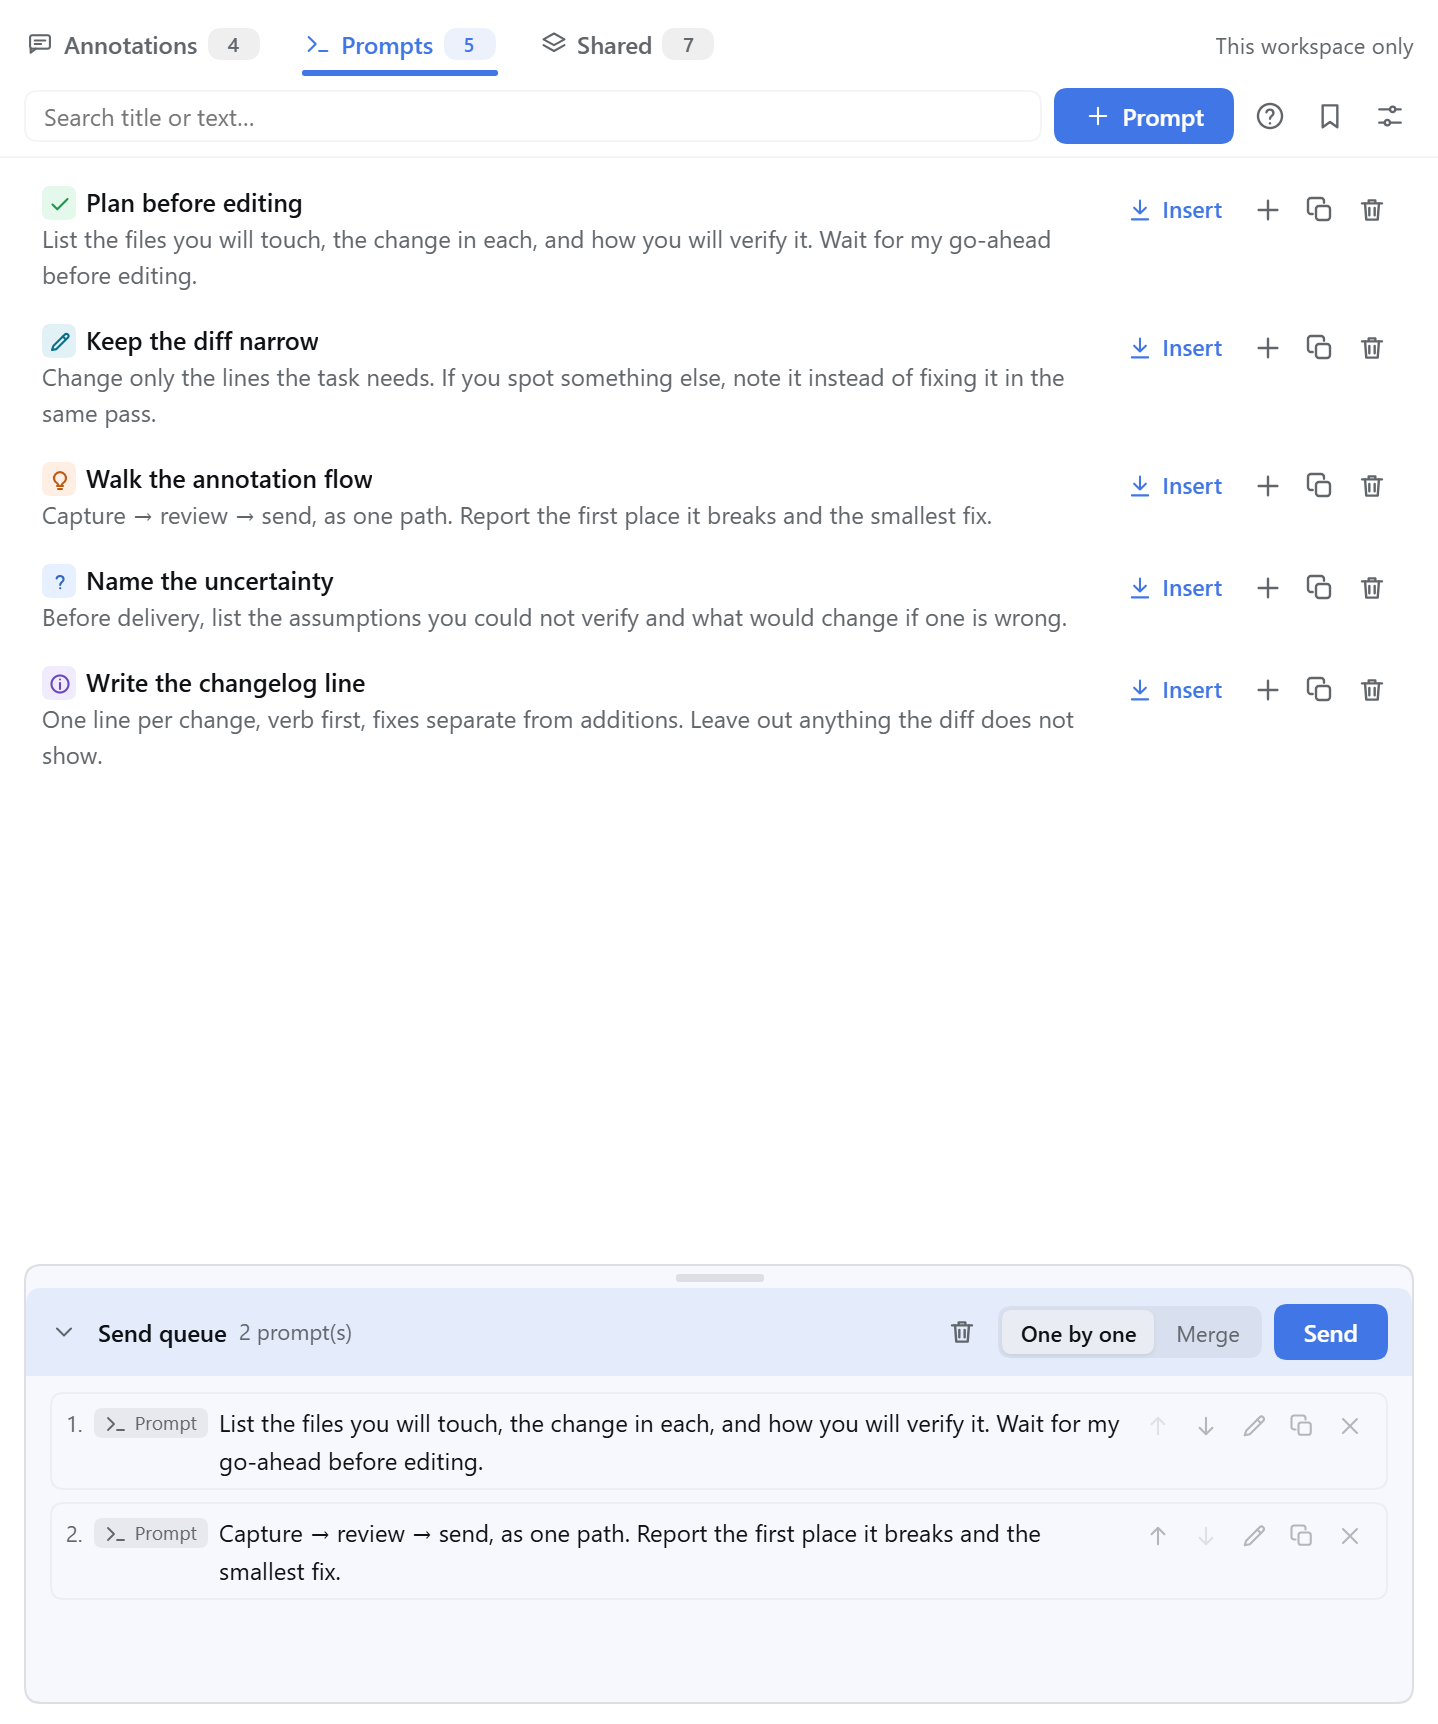 Annotations 4
Prompts 5
Shared 7
This workspace only
Search title or text...
Prompt
Plan before editing
Insert
List the files you will touch, the change in each, and how you will verify it. Wait for my go-ahead
before editing.
Keep the diff narrow
Insert
Change only the lines the task needs. If you spot something else, note it instead of fixing it in the
same pass.
Walk the annotation flow
Insert
Capture → review → send, as one path. Report the first place it breaks and the smallest fix.
? Name the uncertainty
Insert
Before delivery, list the assumptions you could not verify and what would change if one is wrong.
Write the changelog line
Insert
One line per change, verb first, fixes separate from additions. Leave out anything the diff does not
show.
Send queue 2 prompt(s)
One by one
Merge
Send
1. Prompt List the files you will touch, the change in each, and how you will verify it. Wait for my
go-ahead before editing.
2. Prompt Capture → review → send, as one path. Report the first place it breaks and the
smallest fix.